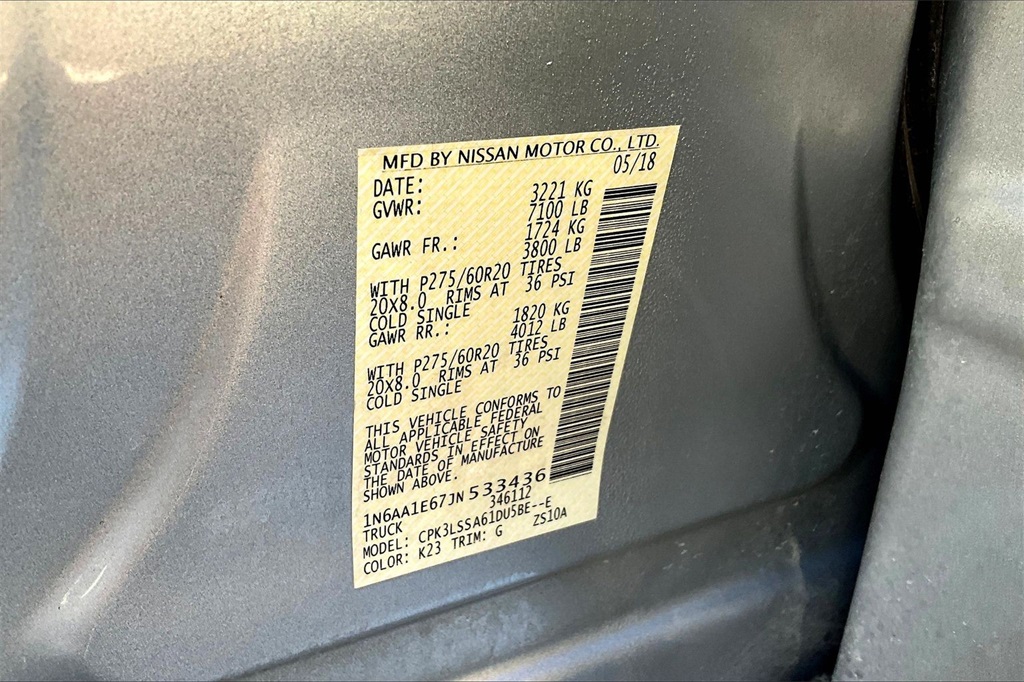 MFD BY NISSAN MOTOR CO., LTD.
DATE: 05/18
GVWR: 3221 KG
7100 LB
GAWR FR.: 1724 KG
3800 LB
WITH P275/60R20 TIRES
20X8.0 RIMS AT 36 PSI
COLD SINGLE
GAWR RR.: 1820 KG
4012 LB
WITH P275/60R20 TIRES
20X8.0 RIMS AT 36 PSI
COLD SINGLE
THIS VEHICLE CONFORMS TO
ALL APPLICABLE FEDERAL
MOTOR VEHICLE SAFETY
STANDARDS IN EFFECT ON
THE DATE OF MANUFACTURE
SHOWN ABOVE.
1N6AA1E67JN533436
TRUCK 346112
MODEL: CPK3LSSA61DU5BE--E
COLOR: K23 TRIM: G ZS10A